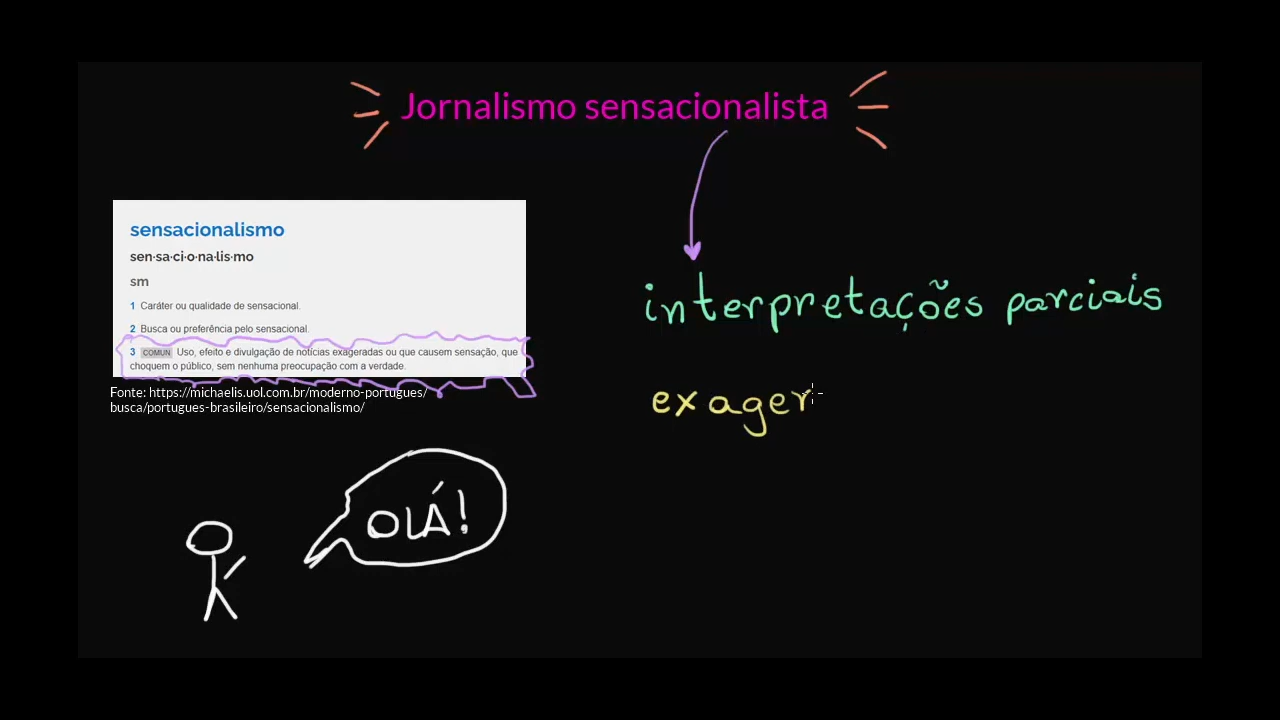 Jornalismo sensacionalista
sensacionalismo
sen·sa·ci·o·na·lis·mo
sm
1 Caráter ou qualidade de sensacional.
2 Busca ou preferência pelo sensacional.
3 COMUN Uso, efeito e divulgação de notícias exageradas ou que causem sensação, que
choquem o público, sem nenhuma preocupação com a verdade.
Fonte: https://michaelis.uol.com.br/moderno-portugues/
busca/portugues-brasileiro/sensacionalismo/
interpretações parciais
exager
OLÁ!